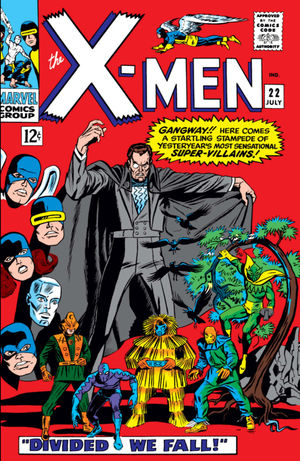 APPROVED
BY THE
COMICS
CODE
AUTHORITY
the
X-MEN
MARVEL
COMICS
GROUP
12¢
IND.
22
JULY
GANGWAY!! HERE COMES
A STARTLING STAMPEDE OF
YESTERYEAR'S MOST SENSATIONAL
SUPER-VILLAINS!
"DIVIDED WE FALL!"